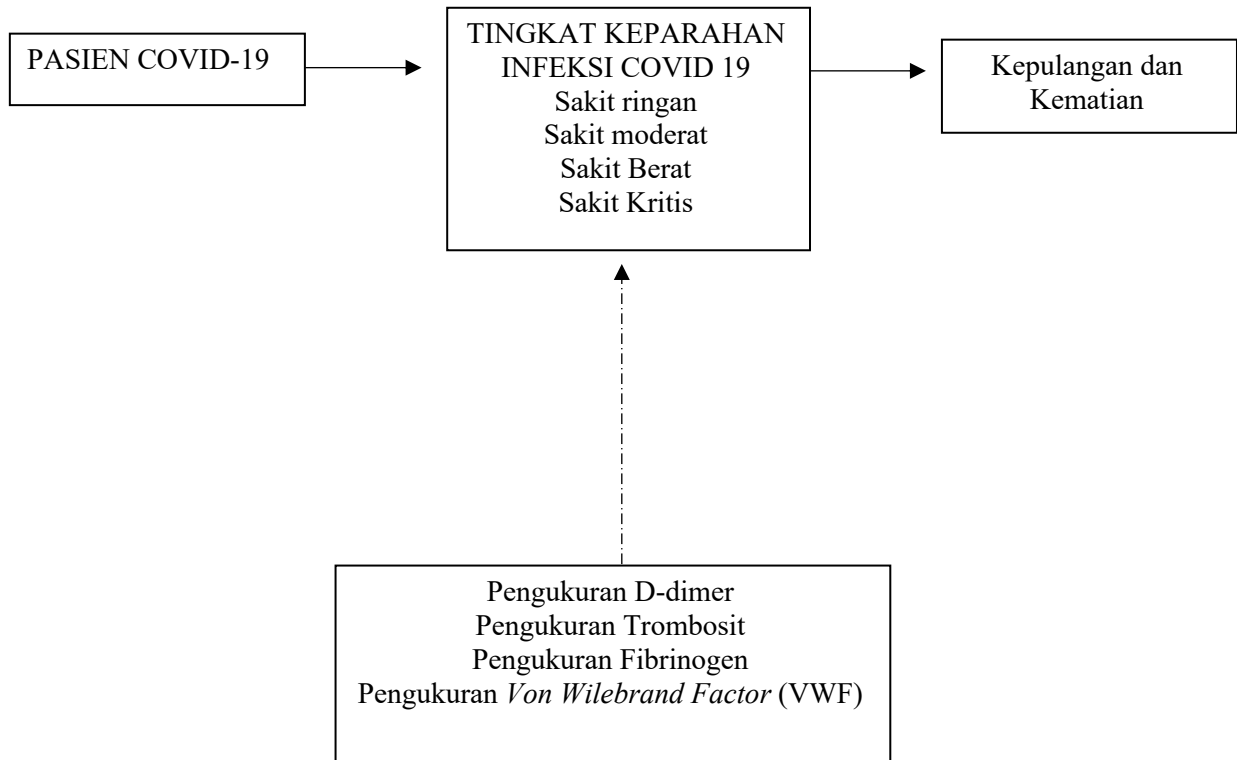 PASIEN COVID-19
TINGKAT KEPARAHAN
INFEKSI COVID 19
Sakit ringan
Sakit moderat
Sakit Berat
Sakit Kritis
Kepulangan dan
Kematian
Pengukuran D-dimer
Pengukuran Trombosit
Pengukuran Fibrinogen
Pengukuran Von Wilebrand Factor (VWF)